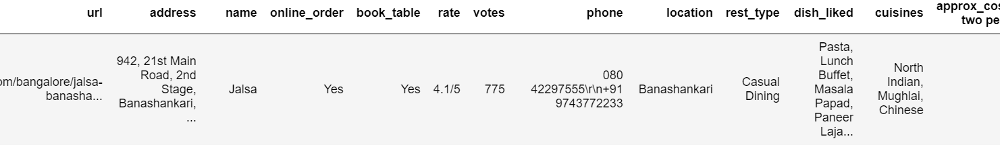 url address name online_order book_table rate votes phone location rest_type dish_liked cuisines approx_cos
two pe
om/bangalore/jalsa-
banasha...
942, 21st Main
Road, 2nd
Stage,
Banashankari,
...
Jalsa
Yes
Yes
4.1/5
775
080
42297555\r\n+91
9743772233
Banashankari
Casual
Dining
Pasta,
Lunch
Buffet,
Masala
Papad,
Paneer
Laja...
North
Indian,
Mughlai,
Chinese